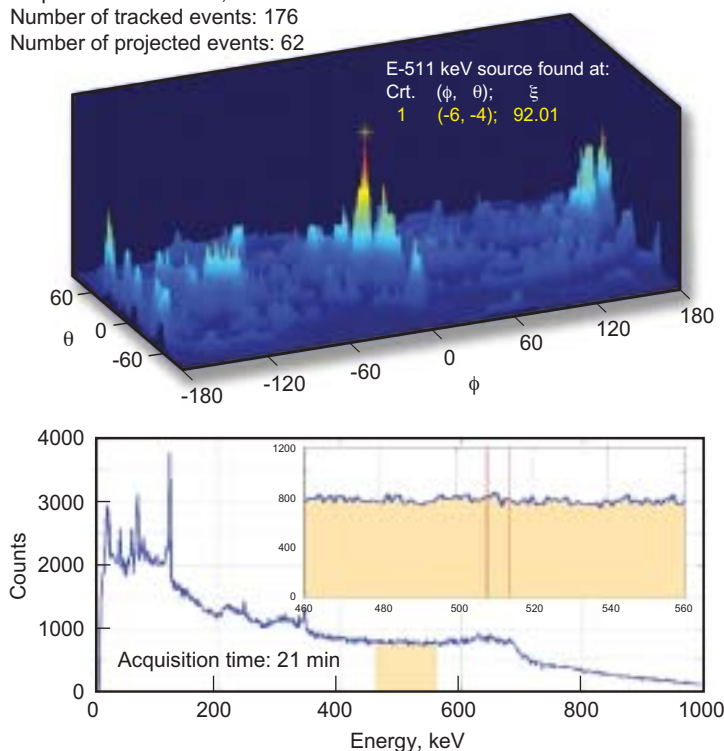 Number of tracked events: 176
Number of projected events: 62
E-511 keV source found at:
Crt. (ϕ, θ); ξ
1 (-6, -4); 92.01
60
0
-60
θ
-180
-120
-60
0
60
120
180
ϕ
4000
3000
2000
1000
0
Counts
1200
800
400
0
460 480 500 520 540 560
Acquisition time: 21 min
0 200 400 600 800 1000
Energy, keV